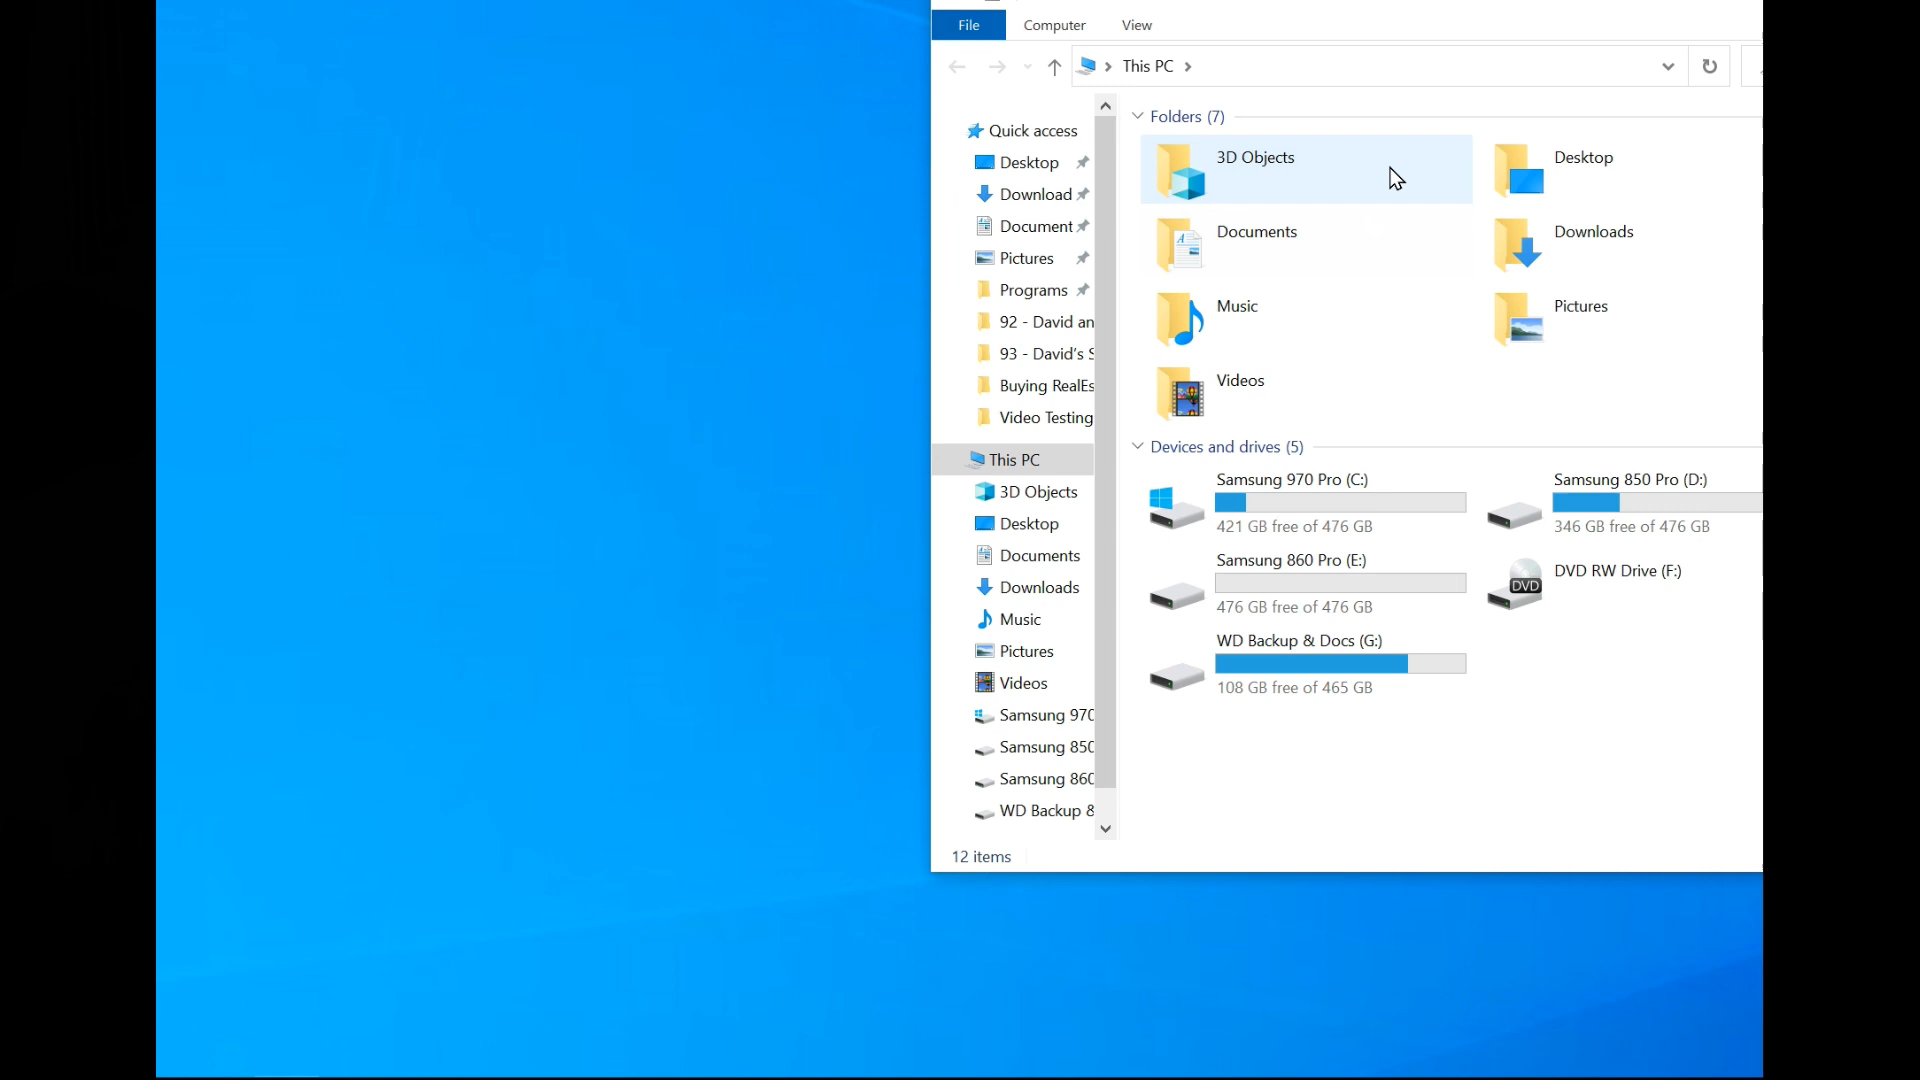 File Computer View
This PC
Quick access
Desktop
Download
Document
Pictures
Programs
92 - David an
93 - David's S
Buying RealEs
Video Testing
This PC
3D Objects
Desktop
Documents
Downloads
Music
Pictures
Videos
Samsung 970
Samsung 850
Samsung 860
WD Backup &
Folders (7)
3D Objects
Desktop
Documents
Downloads
Music
Pictures
Videos
Devices and drives (5)
Samsung 970 Pro (C:)
421 GB free of 476 GB
Samsung 850 Pro (D:)
346 GB free of 476 GB
Samsung 860 Pro (E:)
476 GB free of 476 GB
DVD
DVD RW Drive (F:)
WD Backup & Docs (G:)
108 GB free of 465 GB
12 items